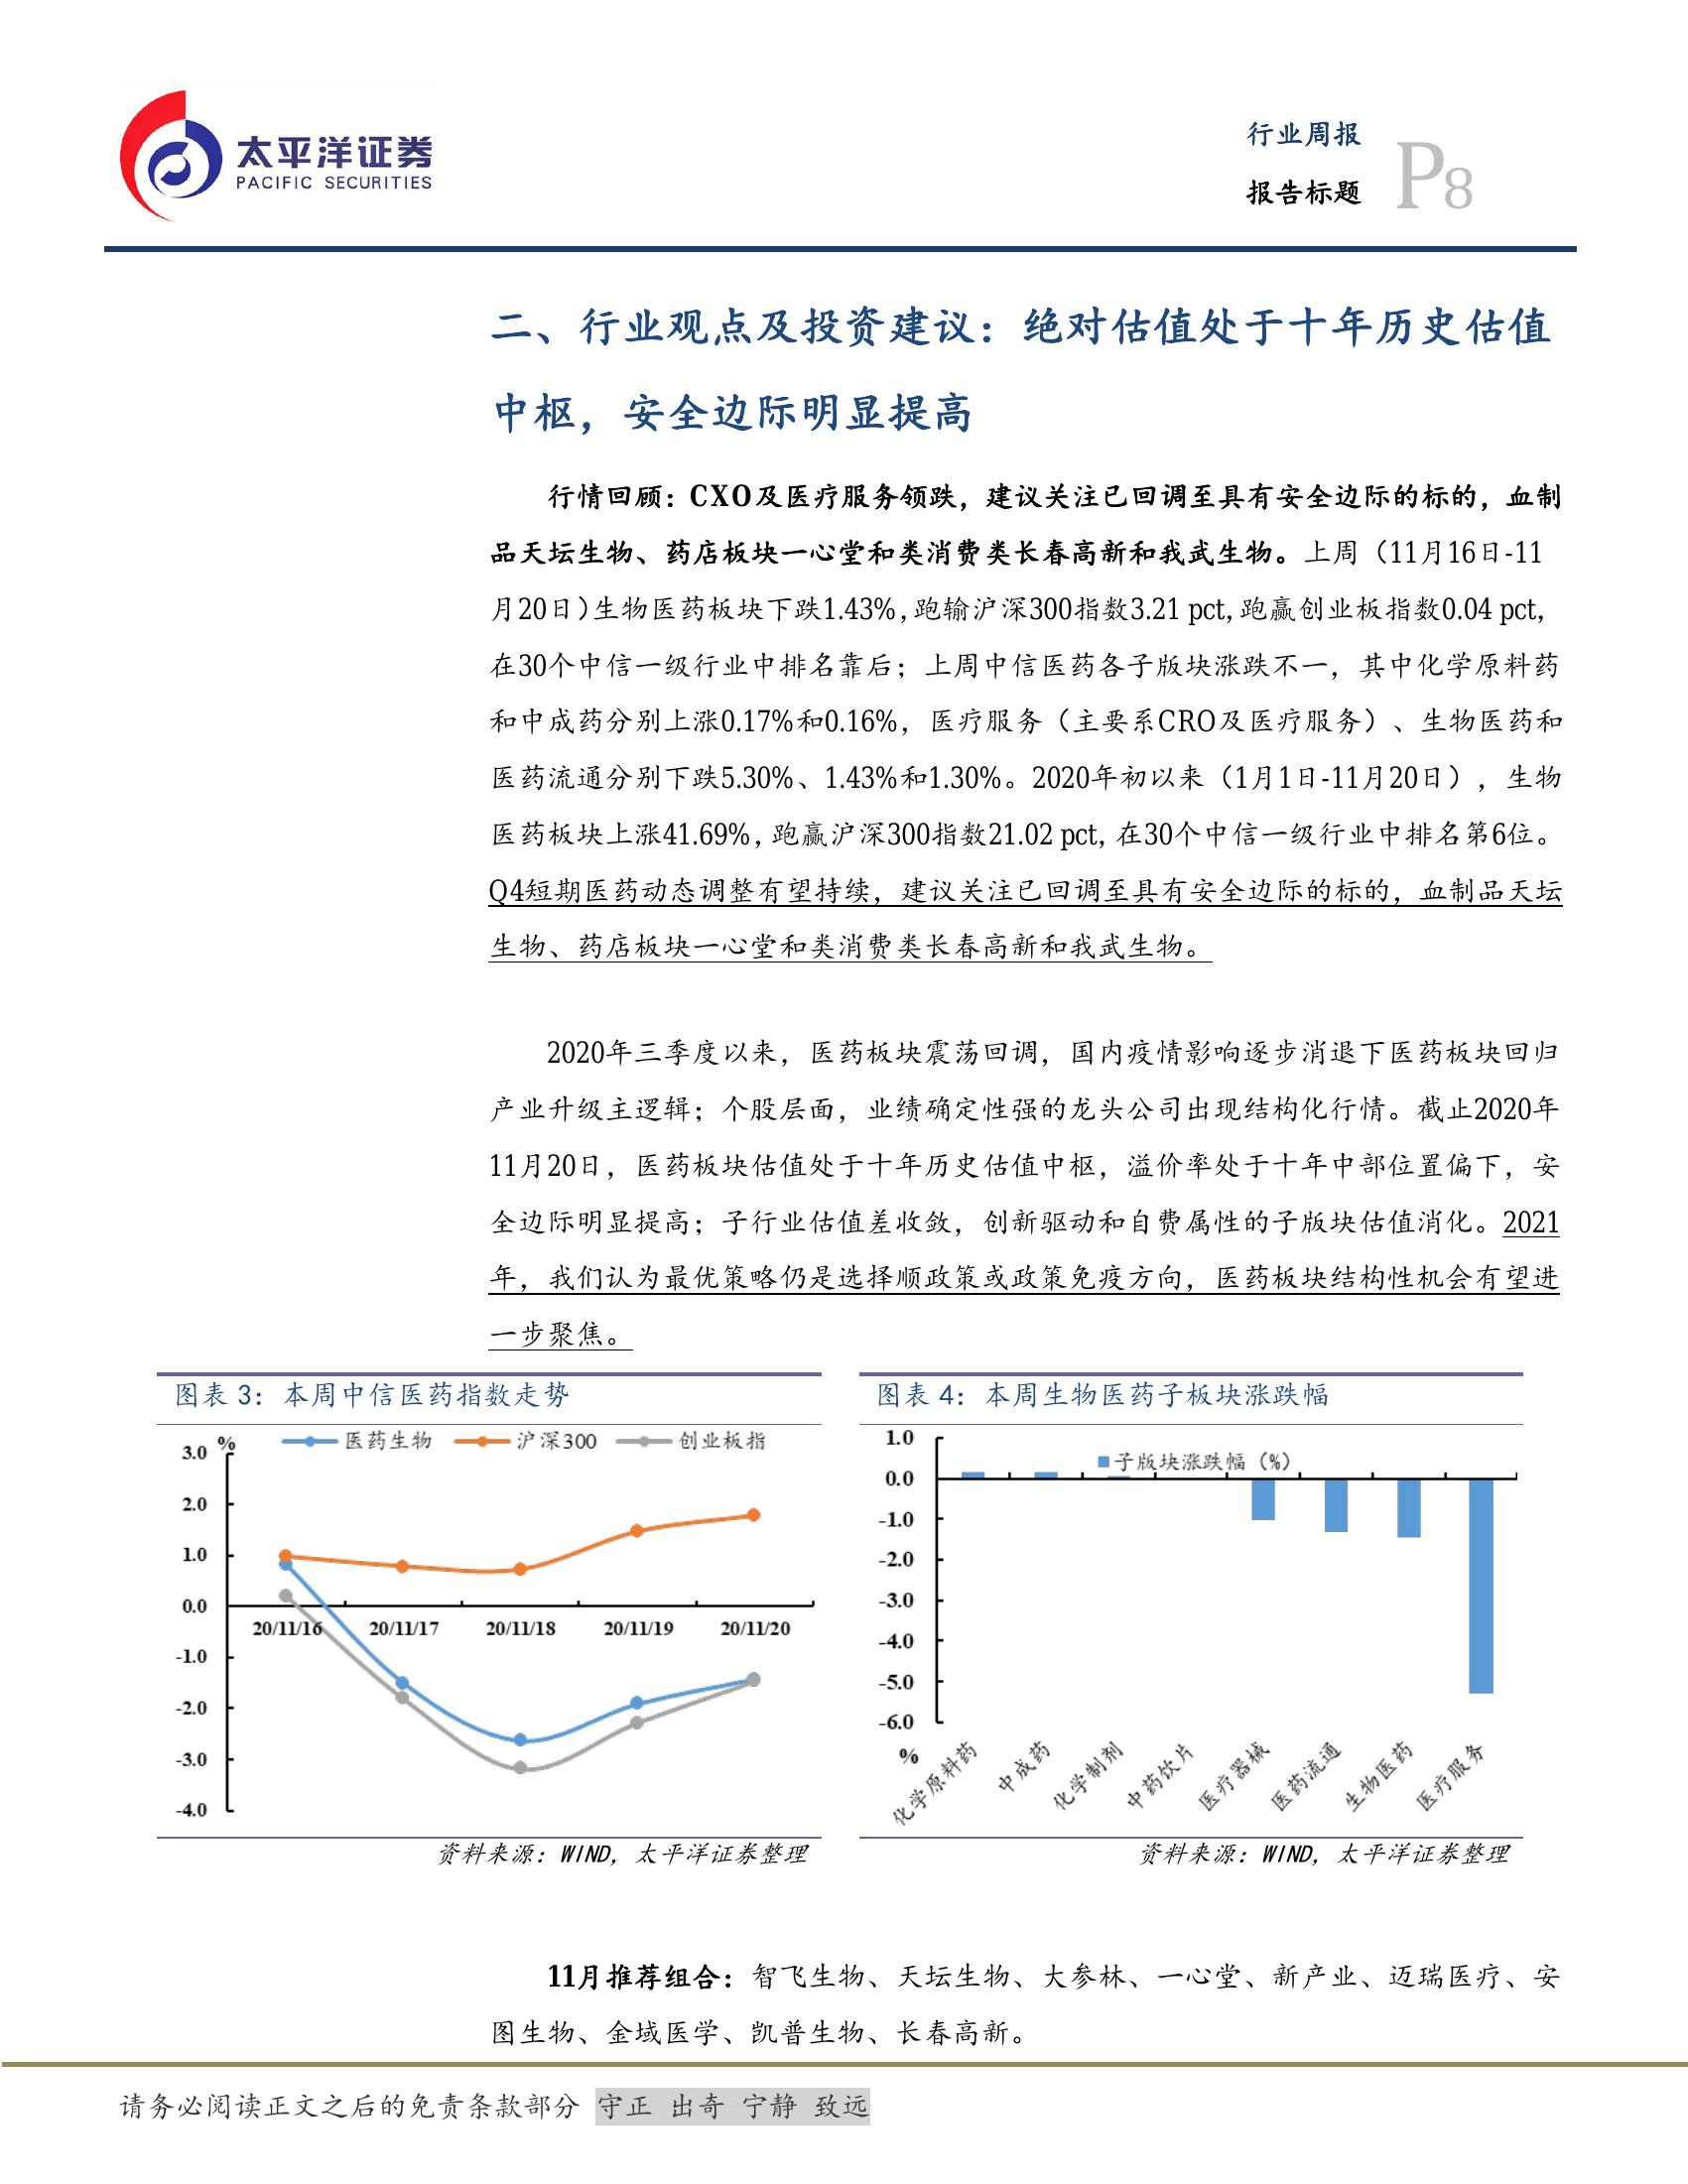 太平洋证券
PACIFIC SECURITIES
行业周报
报告标题
P8
二、行业观点及投资建议：绝对估值处于十年历史估值
中枢，安全边际明显提高
行情回顾：CXO及医疗服务领跌，建议关注已回调至具有安全边际的标的，血制
品天坛生物、药店板块一心堂和类消费类长春高新和我武生物。上周（11月16日-11
月20日)生物医药板块下跌1.43%,跑输沪深300指数3.21 pct,跑赢创业板指数0.04 pct,
在30个中信一级行业中排名靠后；上周中信医药各子版块涨跌不一，其中化学原料药
和中成药分别上涨0.17%和0.16%，医疗服务（主要系CRO及医疗服务）、生物医药和
医药流通分别下跌5.30%、1.43%和1.30%。2020年初以来（1月1日-11月20日），生物
医药板块上涨41.69%,跑赢沪深300指数21.02 pct,在30个中信一级行业中排名第6位。
Q4短期医药动态调整有望持续，建议关注已回调至具有安全边际的标的，血制品天坛
生物、药店板块一心堂和类消费类长春高新和我武生物。
2020年三季度以来，医药板块震荡回调，国内疫情影响逐步消退下医药板块回归
产业升级主逻辑；个股层面，业绩确定性强的龙头公司出现结构化行情。截止2020年
11月20日，医药板块估值处于十年历史估值中枢，溢价率处于十年中部位置偏下，安
全边际明显提高；子行业估值差收敛，创新驱动和自费属性的子版块估值消化。2021
年，我们认为最优策略仍是选择顺政策或政策免疫方向，医药板块结构性机会有望进
一步聚焦。
图表 3：本周中信医药指数走势
%
医药生物 沪深300 创业板指
3.0
2.0
1.0
0.0
-1.0
-2.0
-3.0
-4.0
20/11/16 20/11/17 20/11/18 20/11/19 20/11/20
资料来源：WIND，太平洋证券整理
图表 4：本周生物医药子板块涨跌幅
子版块涨跌幅（%）
1.0
0.0
-1.0
-2.0
-3.0
-4.0
-5.0
-6.0
%
化学原料药 中成药 化学制剂 中药饮片 医疗器械 医药流通 生物医药 医疗服务
资料来源：WIND，太平洋证券整理
11月推荐组合：智飞生物、天坛生物、大参林、一心堂、新产业、迈瑞医疗、安
图生物、金域医学、凯普生物、长春高新。
请务必阅读正文之后的免责条款部分 守正 出奇 宁静 致远